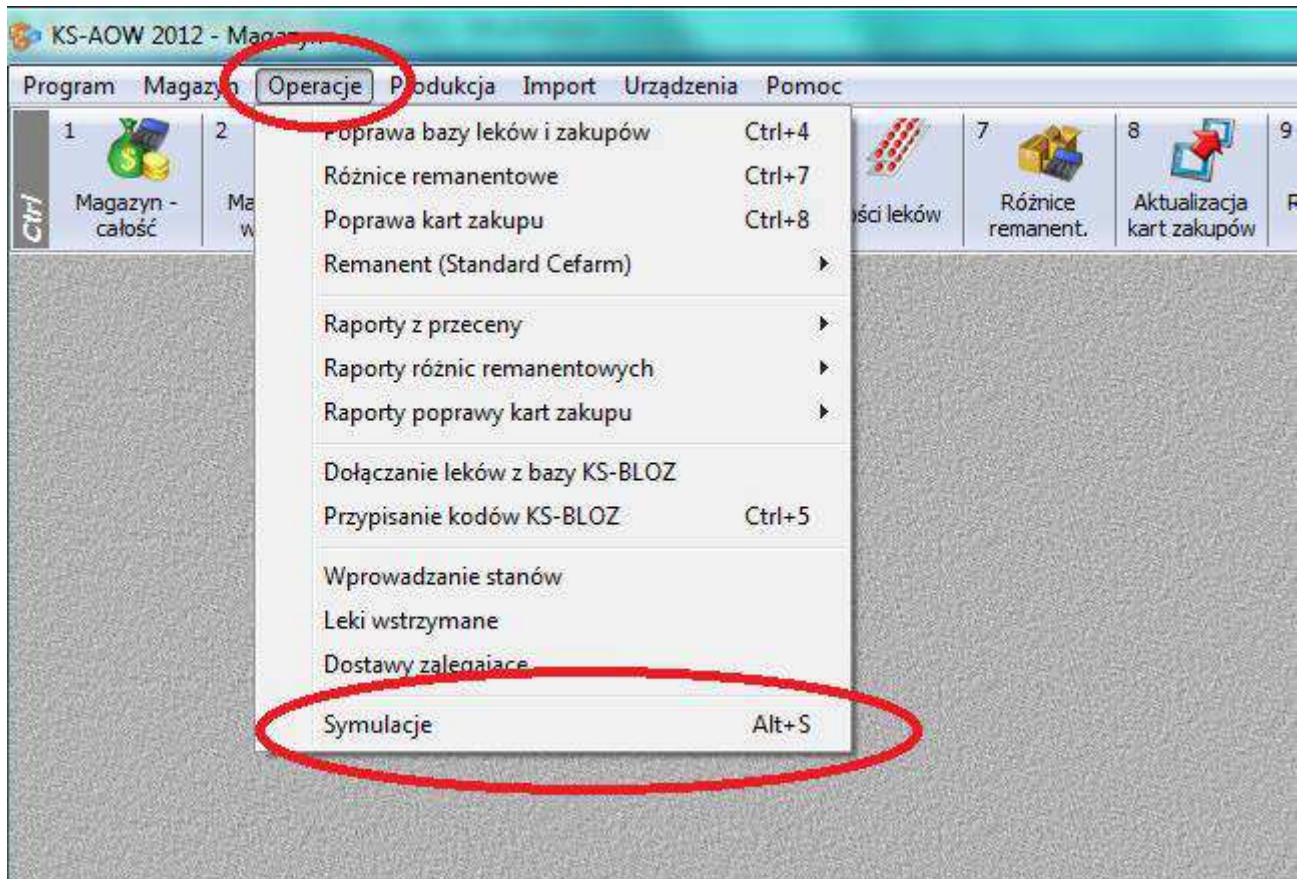 KS-AOW 2012 - Magazyn
Program Magazyn Operacje Produkcja Import Urządzenia Pomoc
Ctrl
1 Magazyn -
całość
2 Ma
w
ści leków
7 Różnice
remanent.
8 Aktualizacja
kart zakupów
9 R
Poprawa bazy leków i zakupów Ctrl+4
Różnice remanentowe Ctrl+7
Poprawa kart zakupu Ctrl+8
Remanent (Standard Cefarm)
Raporty z przeceny
Raporty różnic remanentowych
Raporty poprawy kart zakupu
Dołączanie leków z bazy KS-BLOZ
Przypisanie kodów KS-BLOZ Ctrl+5
Wprowadzanie stanów
Leki wstrzymane
Dostawy zalegające
Symulacje Alt+S